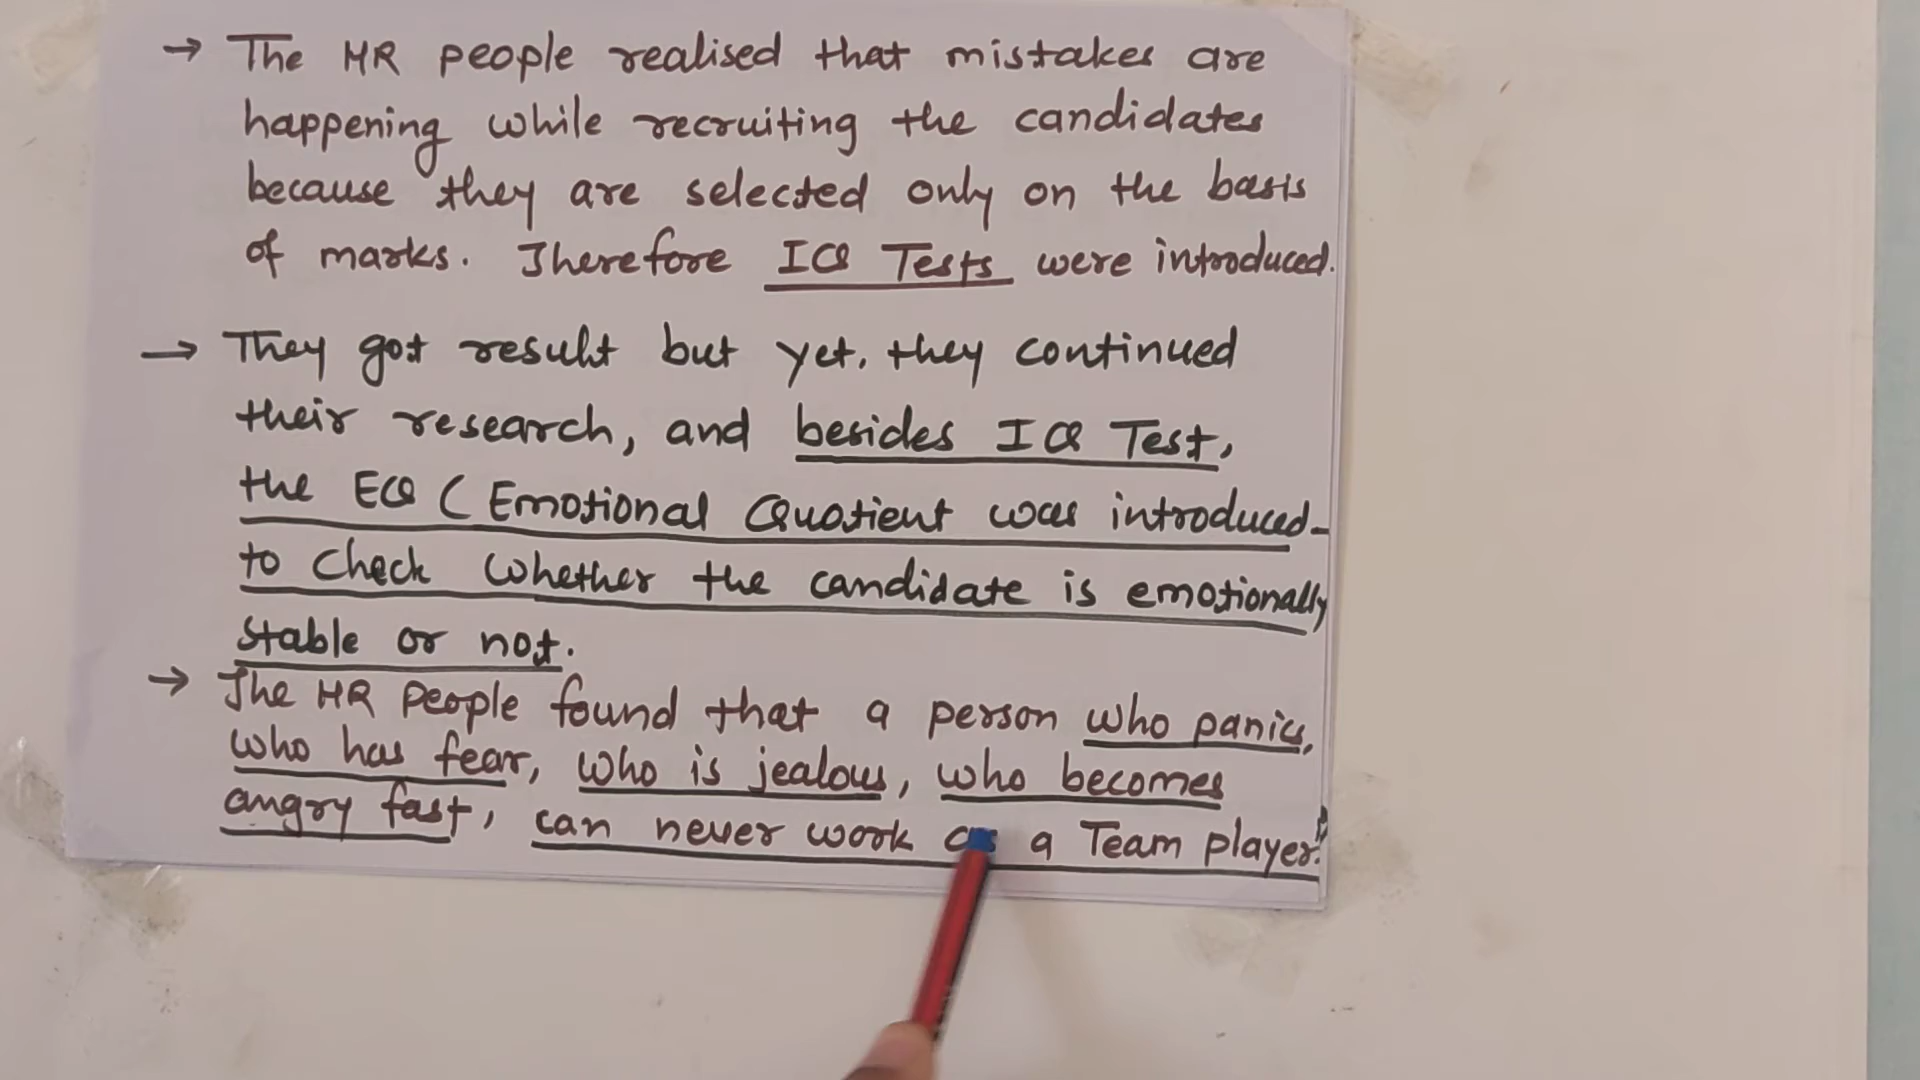 → The HR people realised that mistakes are
happening while recruiting the candidates
because they are selected only on the basis
of marks. Therefore IQ Tests were introduced.
→ They got result but yet, they continued
their research, and besides IQ Test,
the EQ (Emotional Quotient was introduced-
to check whether the candidate is emotionally
stable or not.
→ The HR people found that a person who panics,
who has fear, who is jealous, who becomes
angry fast, can never work as a Team player.